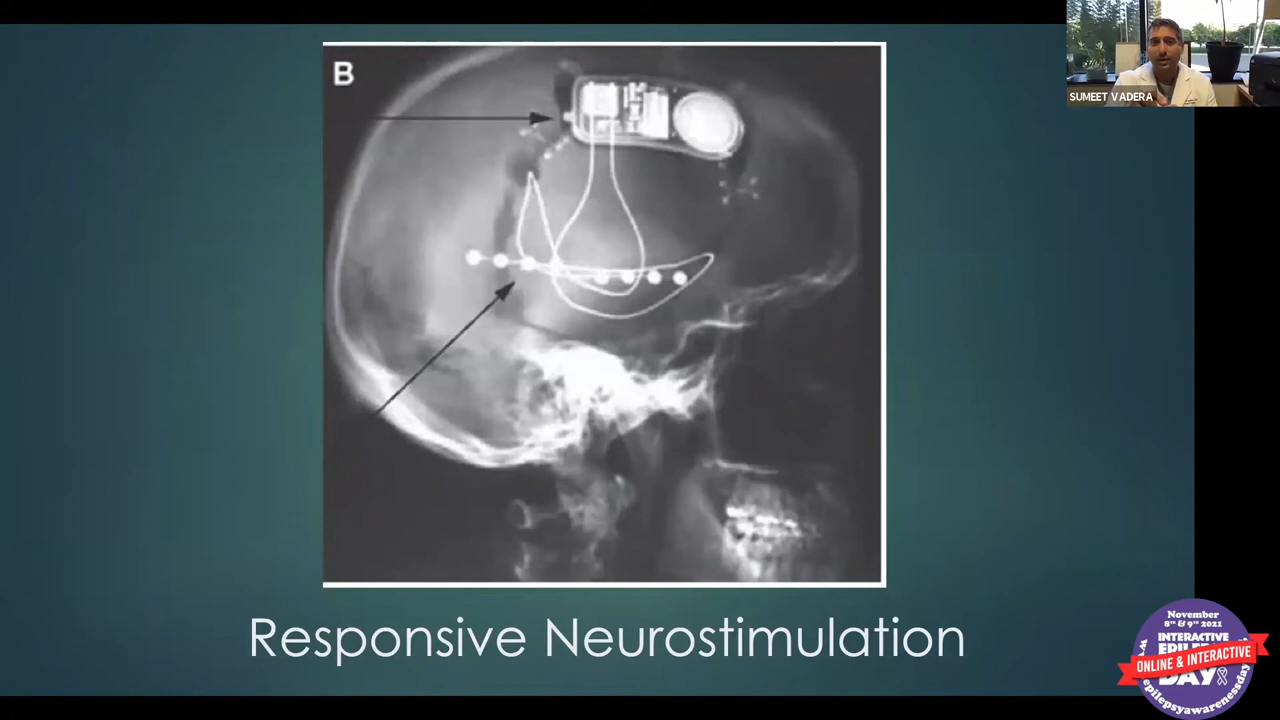 B
SUMEET VADERA
Responsive Neurostimulation
November
8ᵀᴴ & 9ᵀᴴ 2021
INTERACTIVE
ONLINE & INTERACTIVE
DAY
epilepsyawarenessday